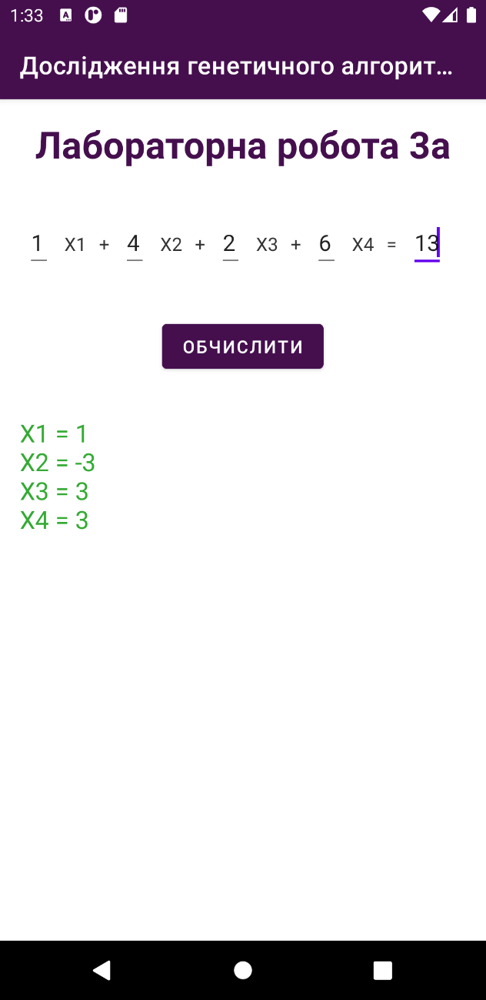 1:33
Дослідження генетичного алгорит...
Лабораторна робота 3а
1 X1 + 4 X2 + 2 X3 + 6 X4 = 13
ОБЧИСЛИТИ
X1 = 1
X2 = -3
X3 = 3
X4 = 3